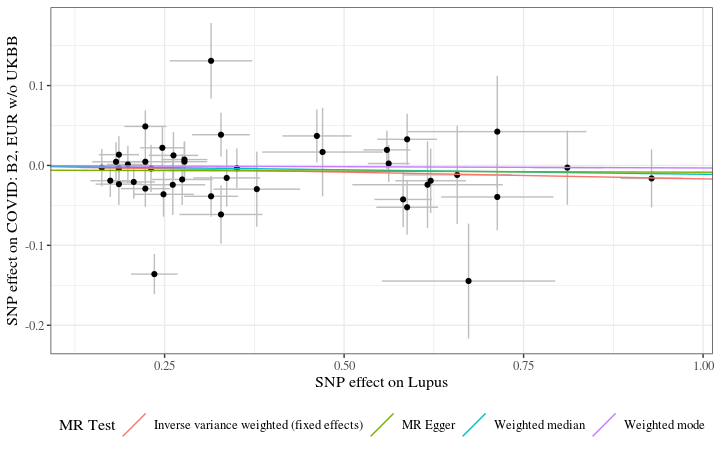 SNP effect on COVID: B2, EUR w/o UKBB
0.1
0.0
-0.1
-0.2
0.25
0.50
0.75
1.00
SNP effect on Lupus
MR Test
Inverse variance weighted (fixed effects)
MR Egger
Weighted median
Weighted mode